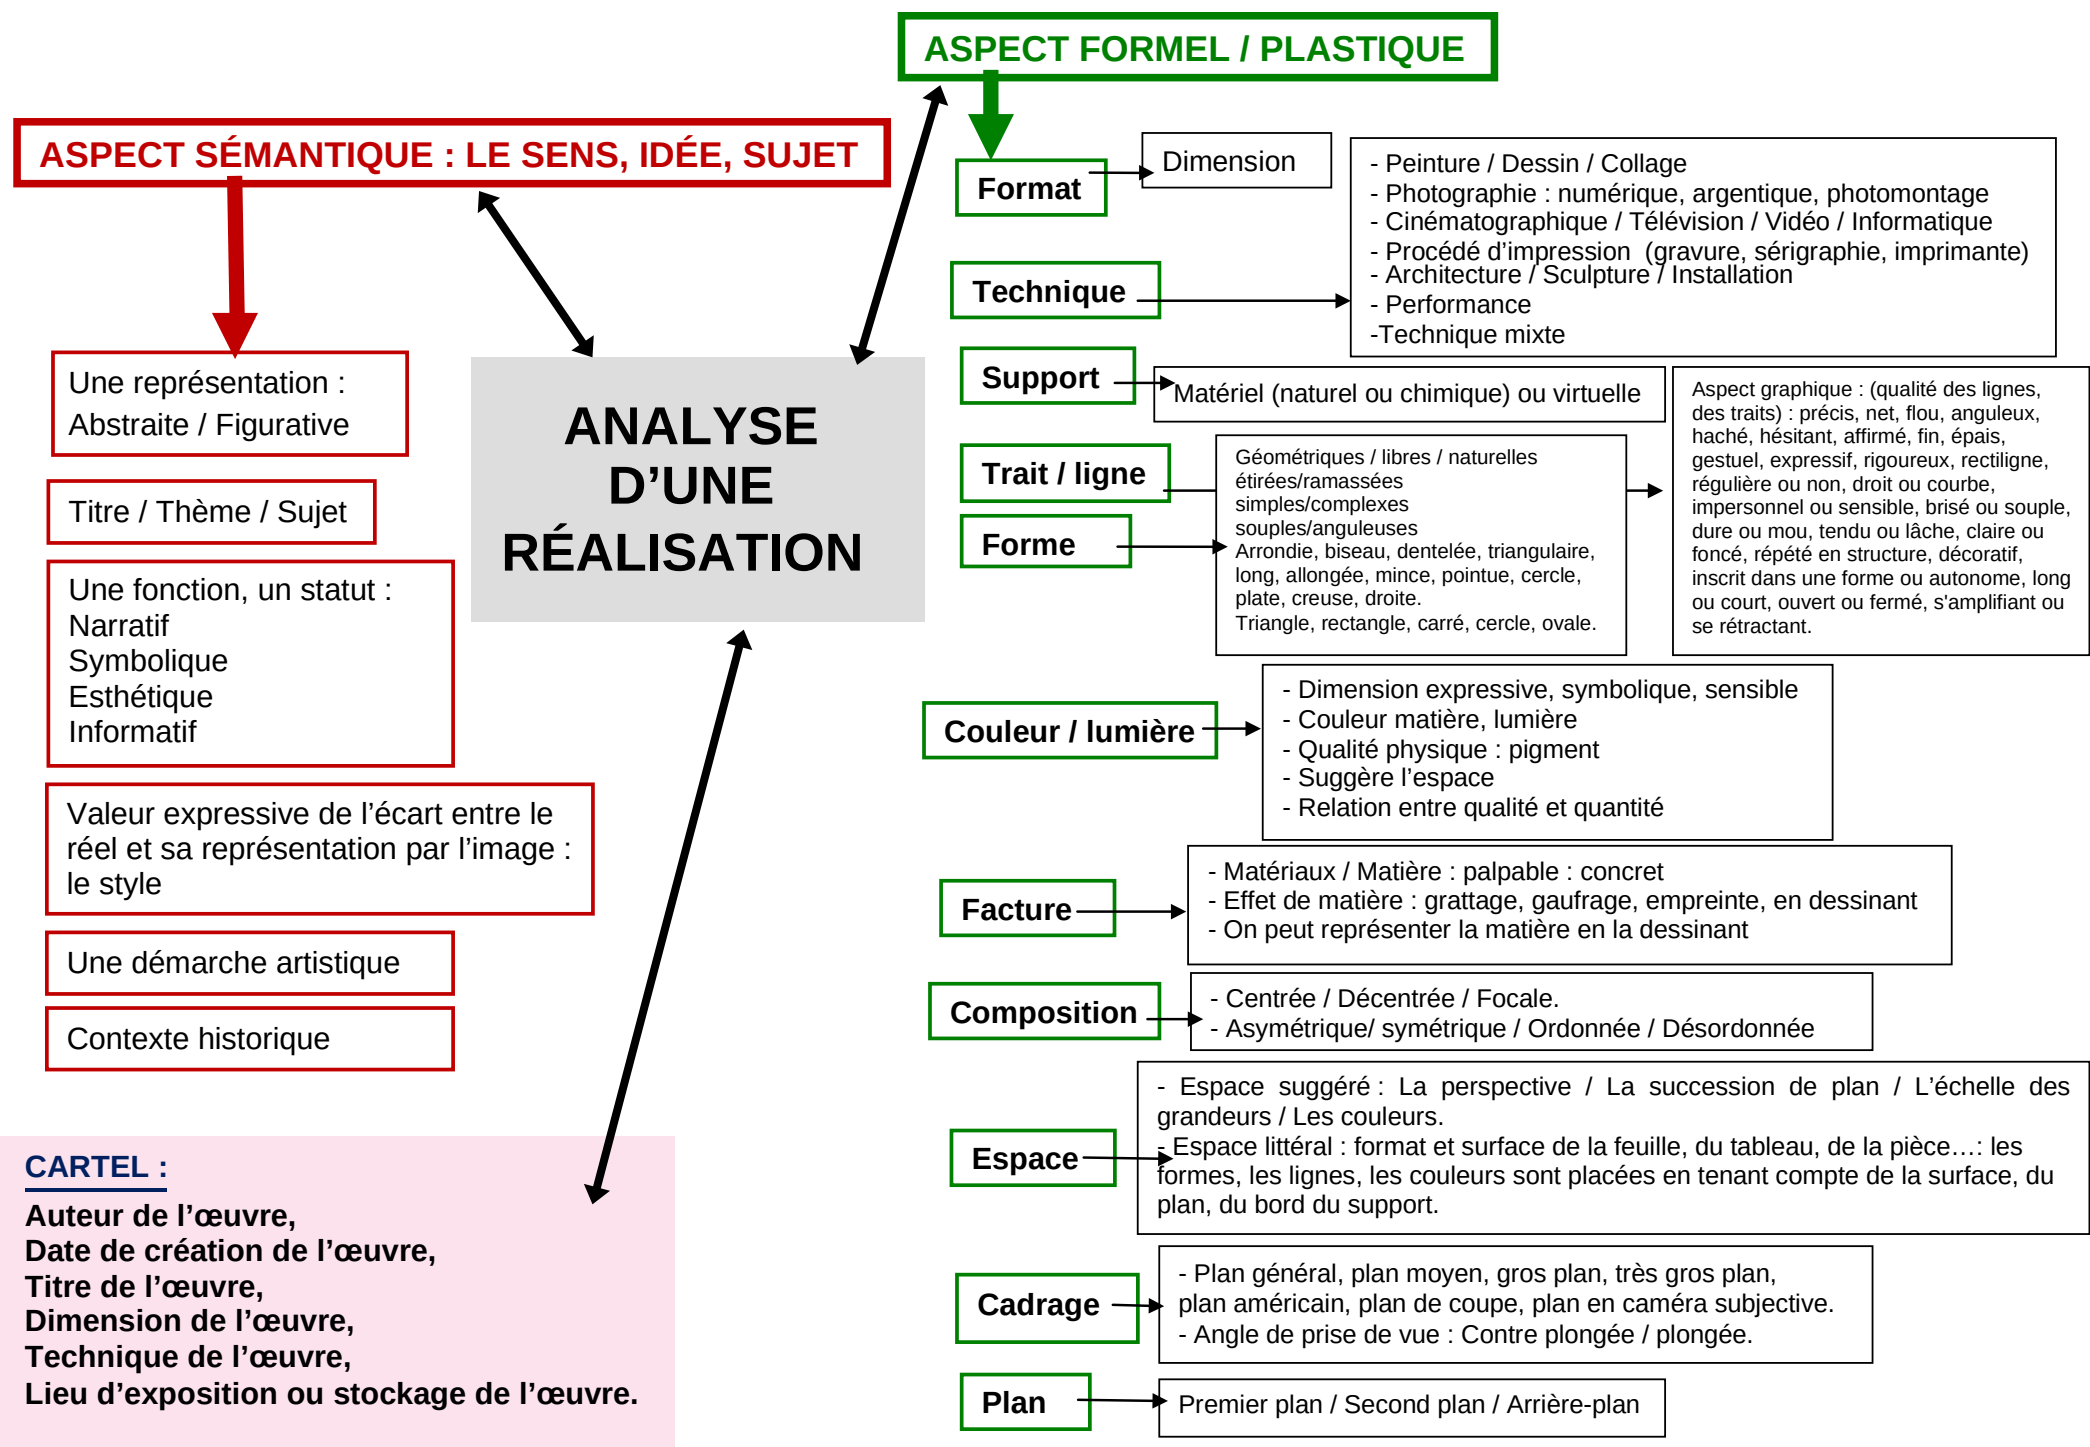 ASPECT FORMEL / PLASTIQUE
ASPECT SÉMANTIQUE : LE SENS, IDÉE, SUJET
Une représentation :
Abstraite / Figurative
Titre / Thème / Sujet
Une fonction, un statut :
Narratif
Symbolique
Esthétique
Informatif
Valeur expressive de l’écart entre le
réel et sa représentation par l’image :
le style
Une démarche artistique
Contexte historique
ANALYSE
D’UNE
RÉALISATION
CARTEL :
Auteur de l’œuvre,
Date de création de l’œuvre,
Titre de l’œuvre,
Dimension de l’œuvre,
Technique de l’œuvre,
Lieu d’exposition ou stockage de l’œuvre.
Format
Dimension
Technique
- Peinture / Dessin / Collage
- Photographie : numérique, argentique, photomontage
- Cinématographique / Télévision / Vidéo / Informatique
- Procédé d’impression  (gravure, sérigraphie, imprimante)
- Architecture / Sculpture / Installation
- Performance
-Technique mixte
Support
Matériel (naturel ou chimique) ou virtuelle
Trait / ligne
Forme
Géométriques / libres / naturelles
étirées/ramassées
simples/complexes
souples/anguleuses
Arrondie, biseau, dentelée, triangulaire,
long, allongée, mince, pointue, cercle,
plate, creuse, droite.
Triangle, rectangle, carré, cercle, ovale.
Aspect graphique : (qualité des lignes,
des traits) : précis, net, flou, anguleux,
haché, hésitant, affirmé, fin, épais,
gestuel, expressif, rigoureux, rectiligne,
régulière ou non, droit ou courbe,
impersonnel ou sensible, brisé ou souple,
dure ou mou, tendu ou lâche, claire ou
foncé, répété en structure, décoratif,
inscrit dans une forme ou autonome, long
ou court, ouvert ou fermé, s'amplifiant ou
se rétractant.
Couleur / lumière
- Dimension expressive, symbolique, sensible
- Couleur matière, lumière
- Qualité physique : pigment
- Suggère l’espace
- Relation entre qualité et quantité
Facture
- Matériaux / Matière : palpable : concret
- Effet de matière : grattage, gaufrage, empreinte, en dessinant
- On peut représenter la matière en la dessinant
Composition
- Centrée / Décentrée / Focale.
- Asymétrique/ symétrique / Ordonnée / Désordonnée
Espace
- Espace suggéré : La perspective / La succession de plan / L’échelle des
grandeurs / Les couleurs.
- Espace littéral : format et surface de la feuille, du tableau, de la pièce…: les
formes, les lignes, les couleurs sont placées en tenant compte de la surface, du
plan, du bord du support.
Cadrage
- Plan général, plan moyen, gros plan, très gros plan,
plan américain, plan de coupe, plan en caméra subjective.
- Angle de prise de vue : Contre plongée / plongée.
Plan
Premier plan / Second plan / Arrière-plan